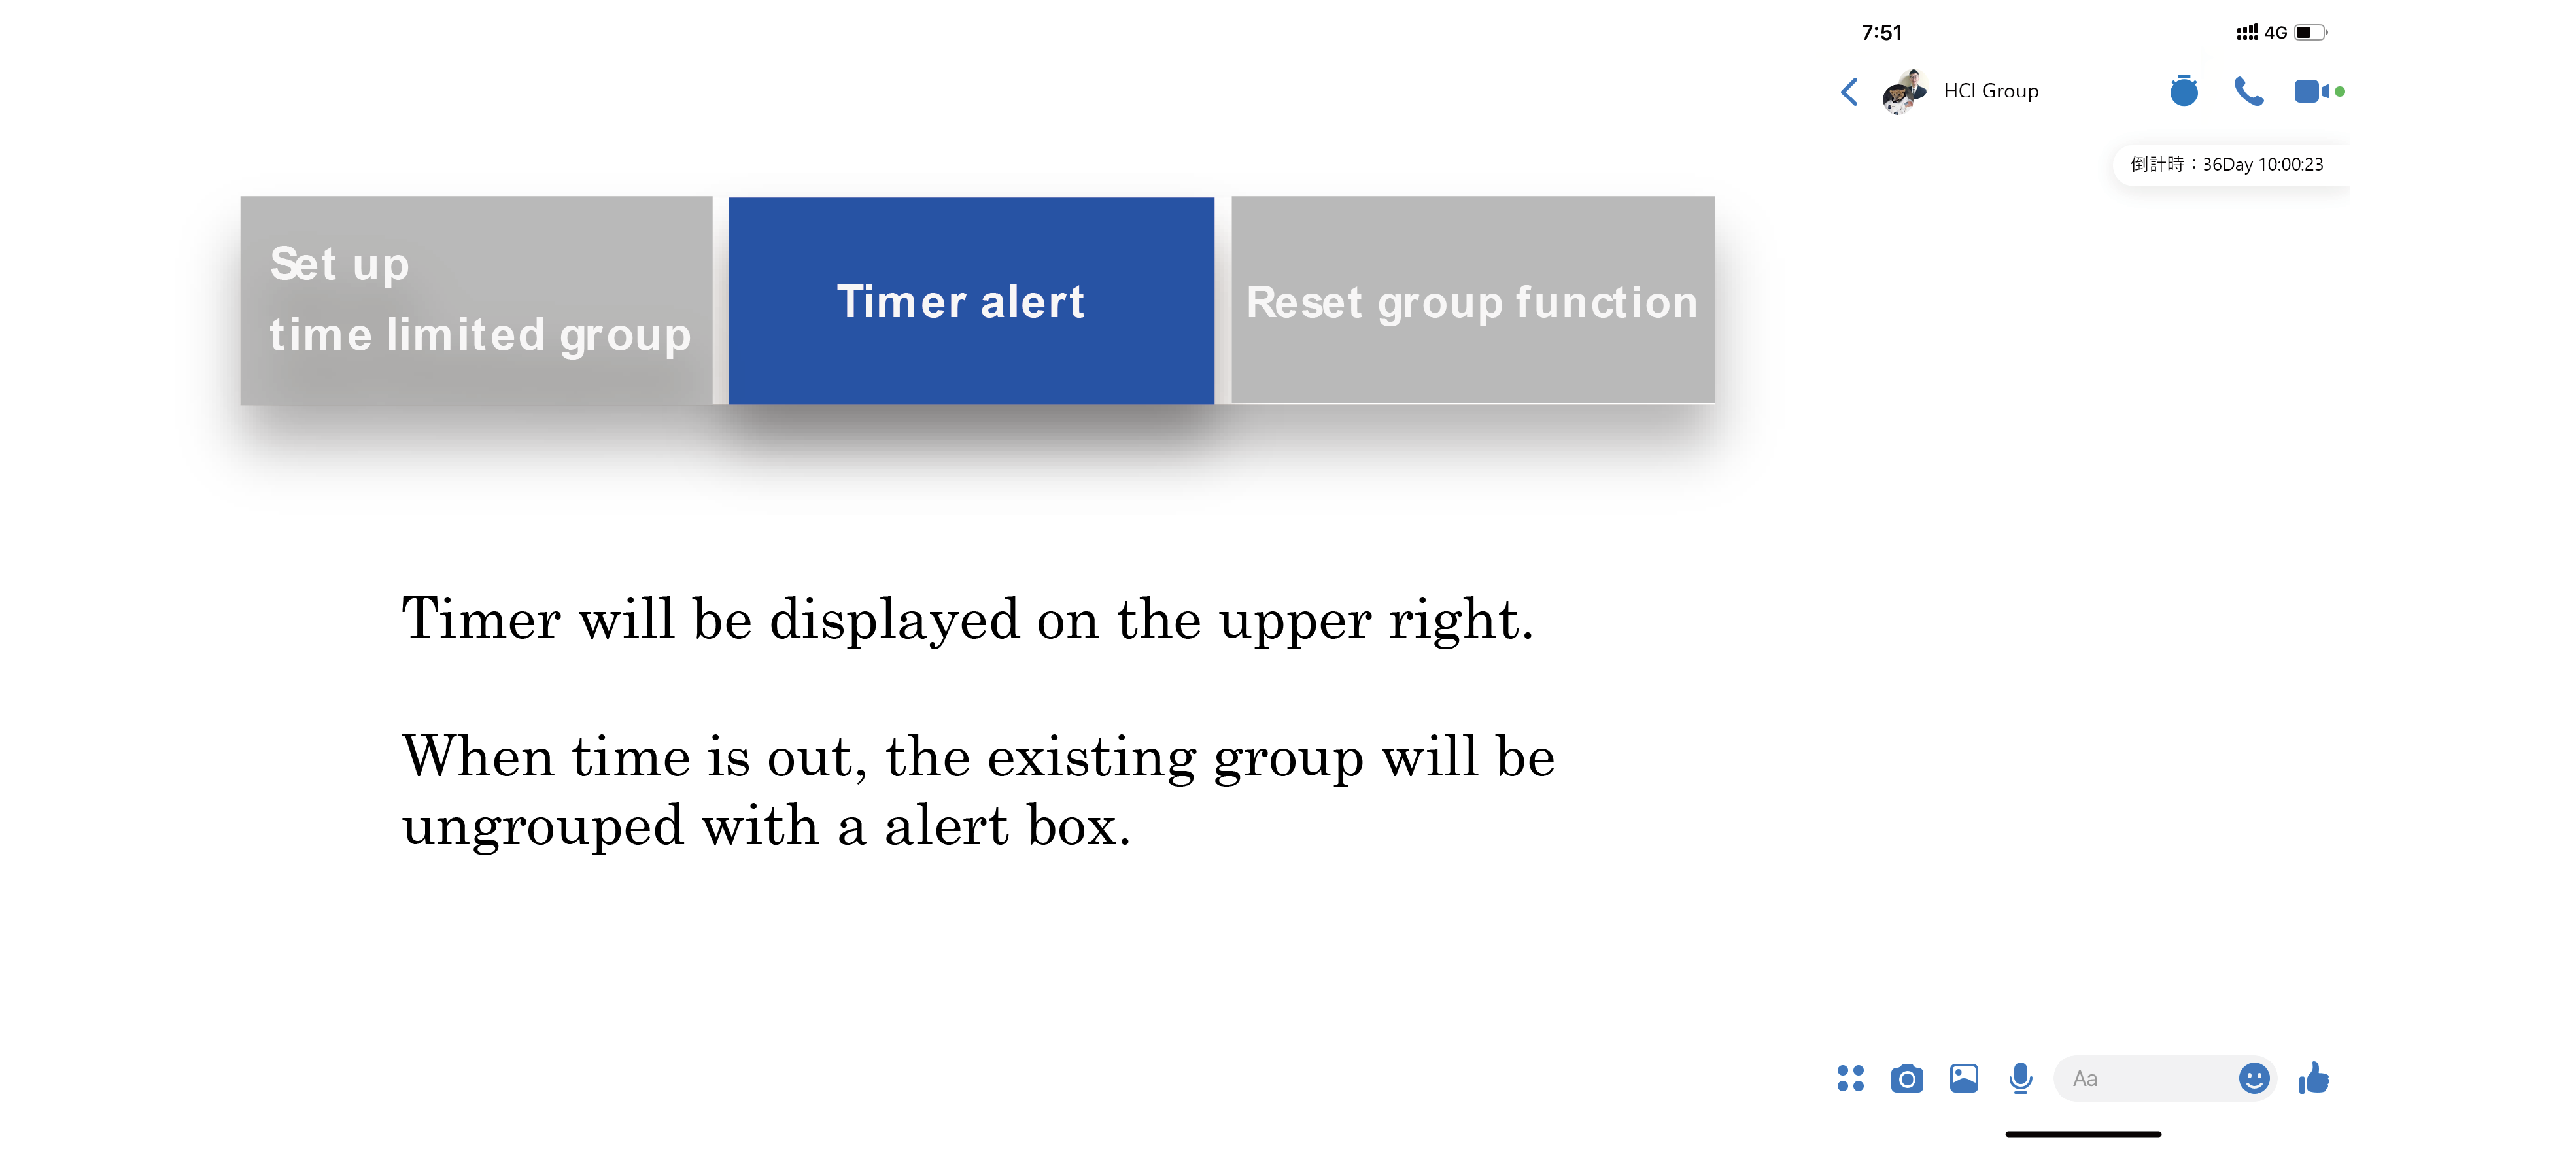 Set up
time limited group
Timer alert
Reset group function
Timer will be displayed on the upper right.
When time is out, the existing group will be
ungrouped with a alert box.
7:51
4G
HCI Group
倒計時：36Day 10:00:23
Aa